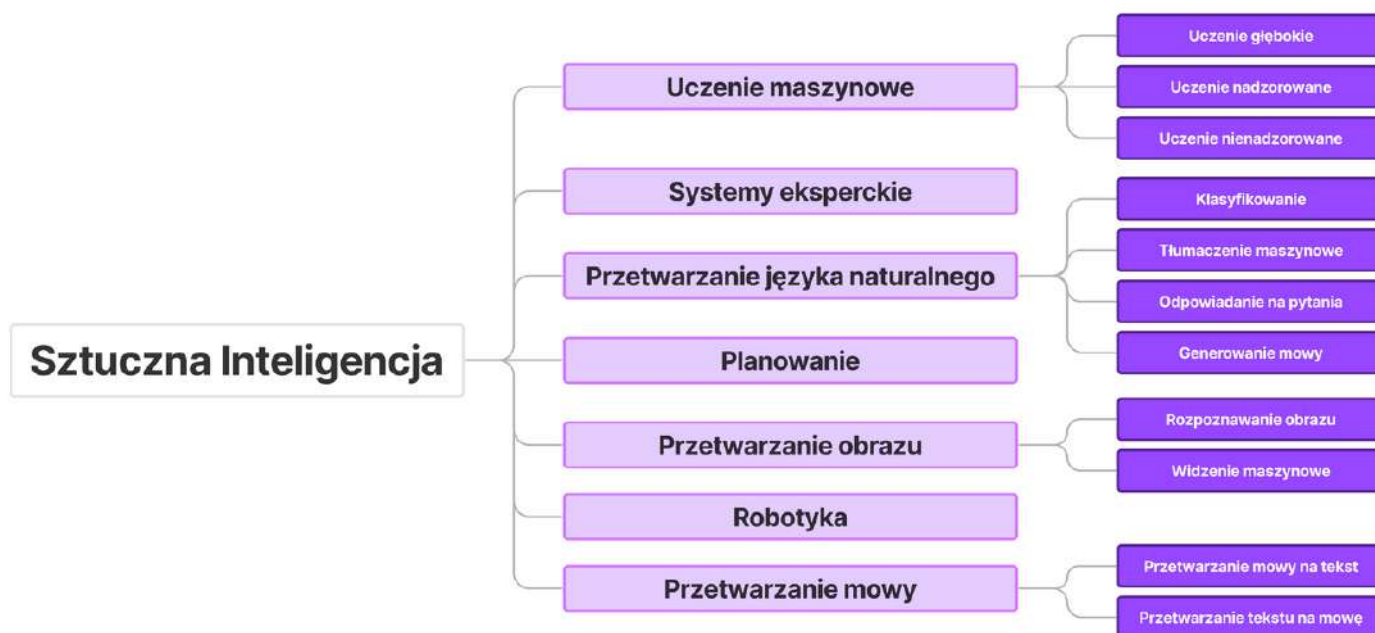 Sztuczna Inteligencja
Uczenie maszynowe
Uczenie głębokie
Uczenie nadzorowane
Uczenie nienadzorowane
Systemy eksperckie
Przetwarzanie języka naturalnego
Klasyfikowanie
Tłumaczenie maszynowe
Odpowiadanie na pytania
Generowanie mowy
Planowanie
Przetwarzanie obrazu
Rozpoznawanie obrazu
Widzenie maszynowe
Robotyka
Przetwarzanie mowy
Przetwarzanie mowy na tekst
Przetwarzanie tekstu na mowę